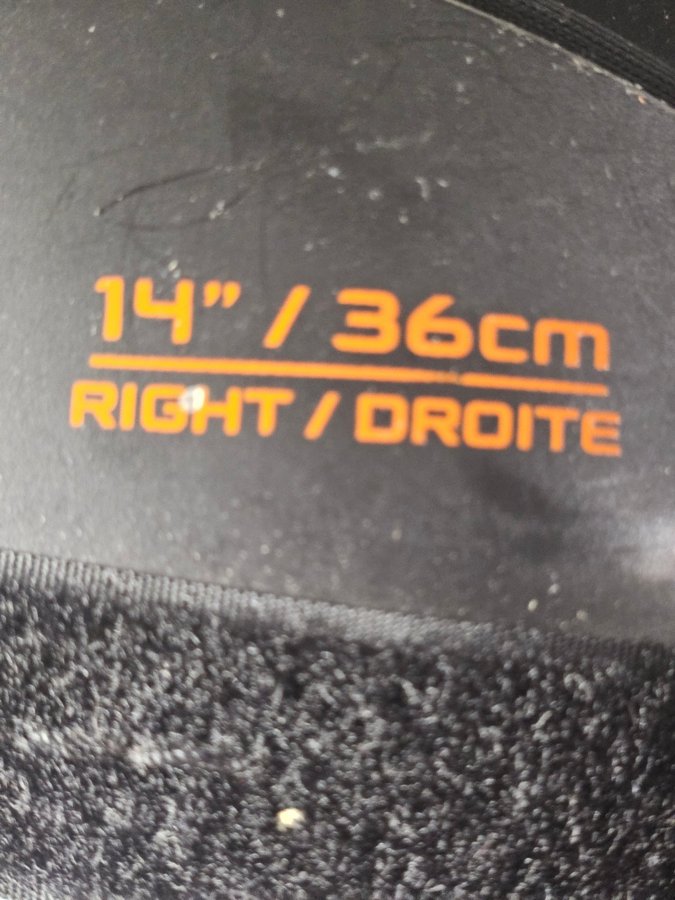 14” / 36cm
RIGHT / DROITE